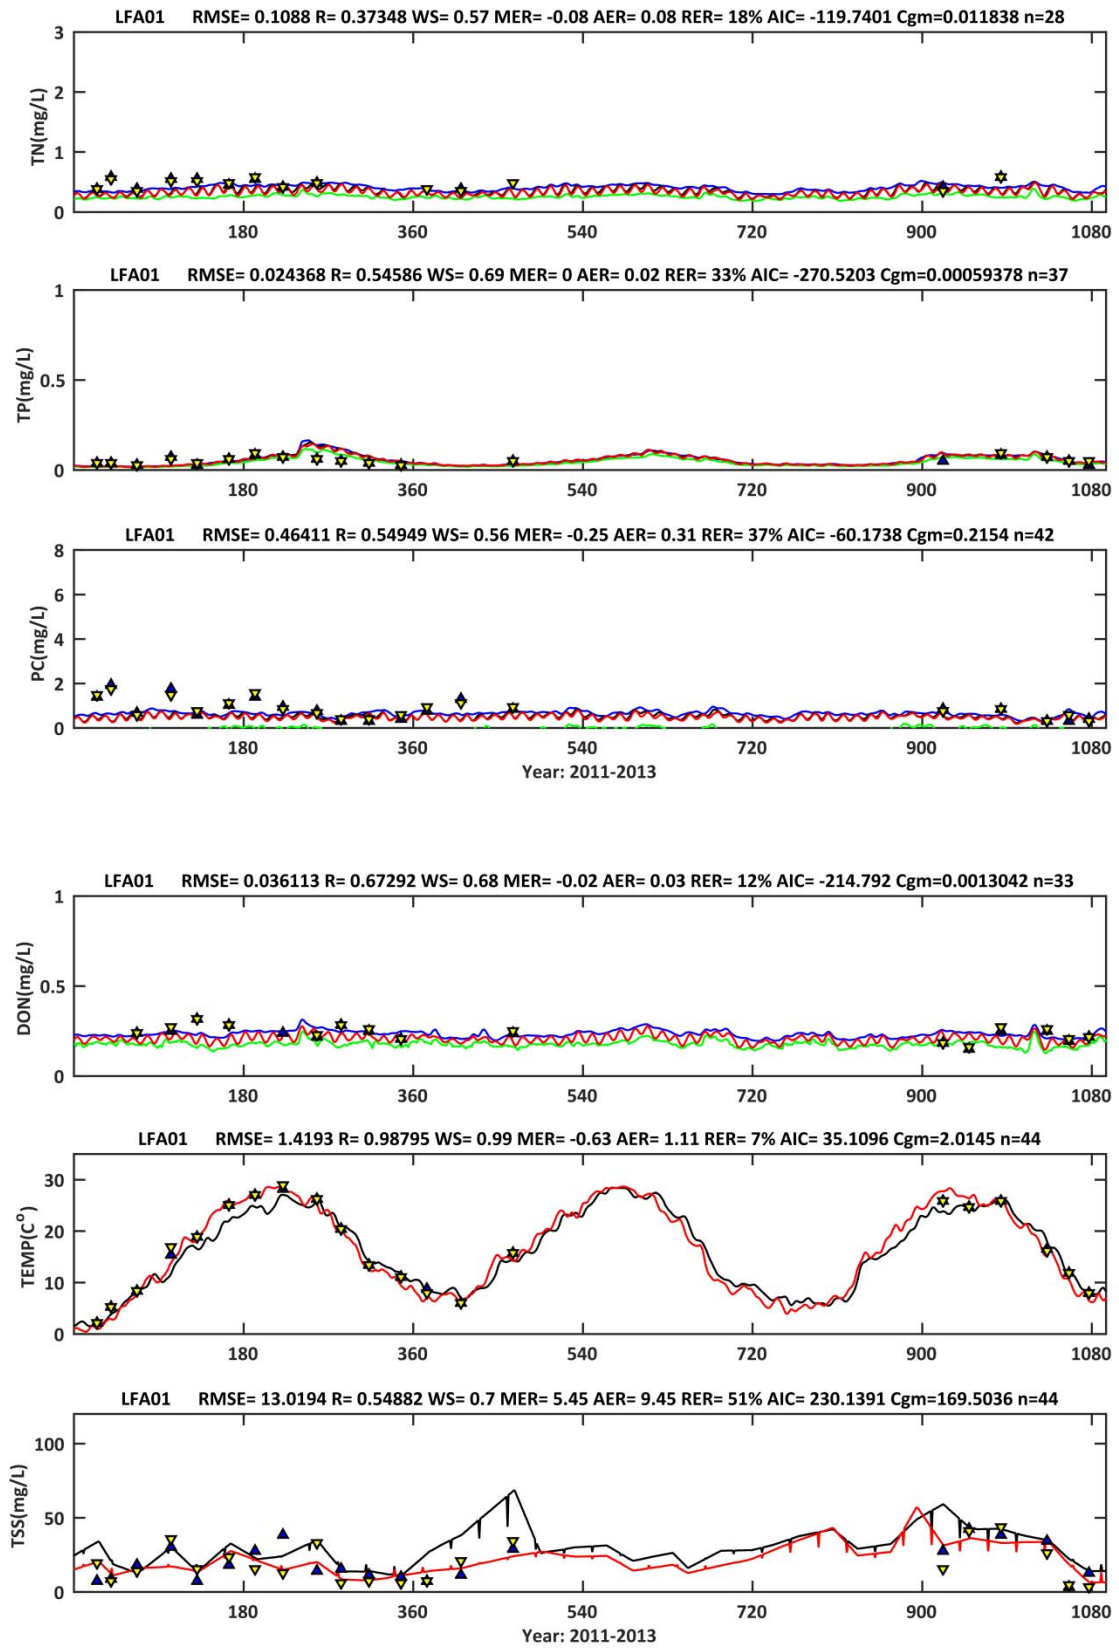 LFA01 RMSE= 0.1088 R= 0.37348 WS= 0.57 MER= -0.08 AER= 0.08 RER= 18% AIC= -119.7401 Cgm=0.011838 n=28
3
2
1
0
TN(mg/L)
180 360 540 720 900 1080
LFA01 RMSE= 0.024368 R= 0.54586 WS= 0.69 MER= 0 AER= 0.02 RER= 33% AIC= -270.5203 Cgm=0.00059378 n=37
1
0.5
0
TP(mg/L)
180 360 540 720 900 1080
LFA01 RMSE= 0.46411 R= 0.54949 WS= 0.56 MER= -0.25 AER= 0.31 RER= 37% AIC= -60.1738 Cgm=0.2154 n=42
8
6
4
2
0
PC(mg/L)
180 360 540 720 900 1080
Year: 2011-2013
LFA01 RMSE= 0.036113 R= 0.67292 WS= 0.68 MER= -0.02 AER= 0.03 RER= 12% AIC= -214.792 Cgm=0.0013042 n=33
1
0.5
0
DON(mg/L)
180 360 540 720 900 1080
LFA01 RMSE= 1.4193 R= 0.98795 WS= 0.99 MER= -0.63 AER= 1.11 RER= 7% AIC= 35.1096 Cgm=2.0145 n=44
30
20
10
0
TEMP(C°)
180 360 540 720 900 1080
LFA01 RMSE= 13.0194 R= 0.54882 WS= 0.7 MER= 5.45 AER= 9.45 RER= 51% AIC= 230.1391 Cgm=169.5036 n=44
100
50
0
TSS(mg/L)
180 360 540 720 900 1080
Year: 2011-2013